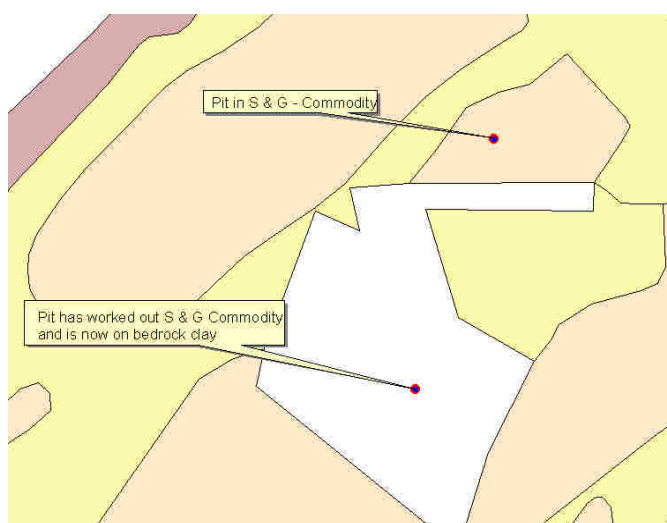 Pit in S & G - Commodity
Pit has worked out S & G Commodity
and is now on bedrock clay